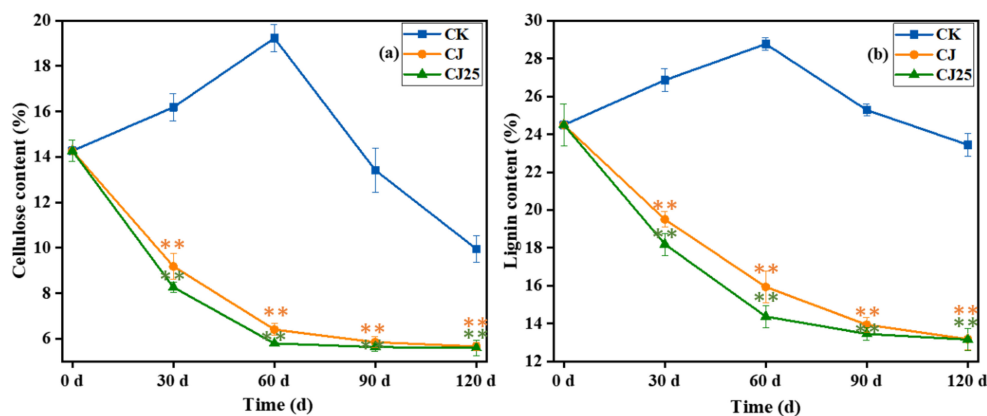 20
18
16
14
12
10
8
6
Cellulose content (%)
(a)
CK
CJ
CJ25
**
**
**
**
**
**
**
**
0 d
30 d
60 d
90 d
120 d
Time (d)
30
28
26
24
22
20
18
16
14
12
Lignin content (%)
(b)
CK
CJ
CJ25
**
**
**
**
**
**
**
**
0 d
30 d
60 d
90 d
120 d
Time (d)